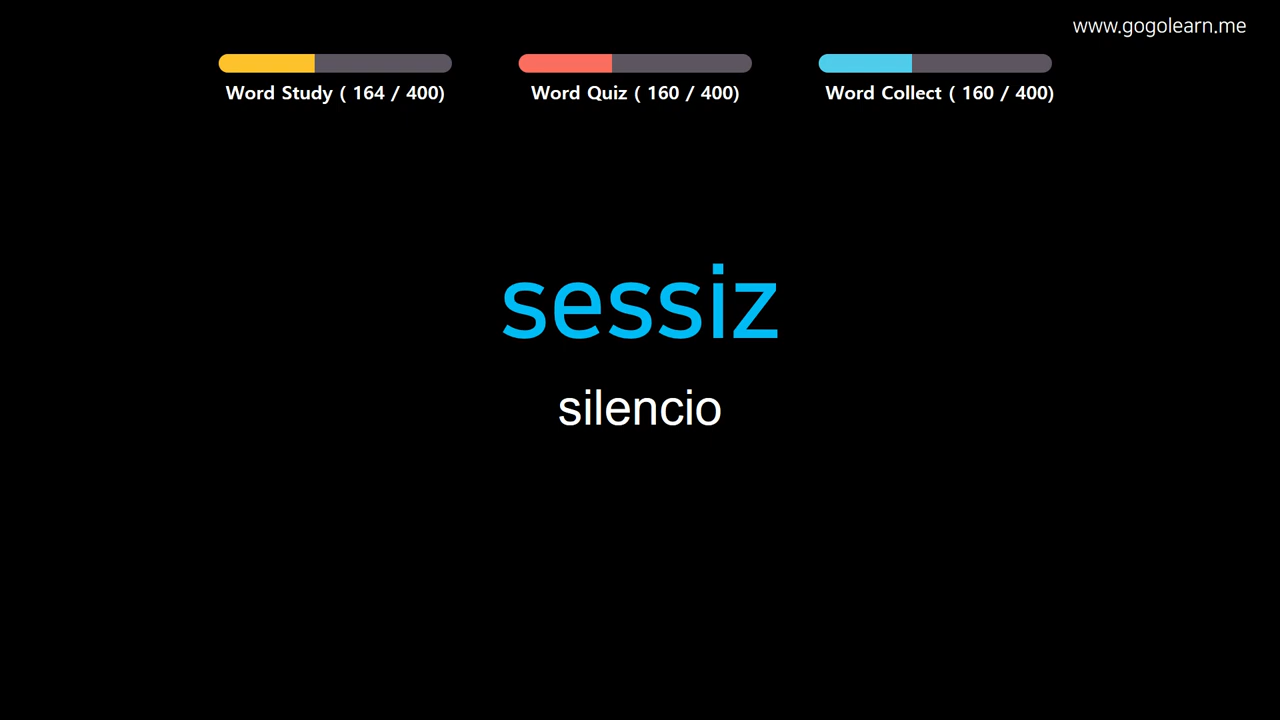 www.gogolearn.me
Word Study ( 164 / 400)
Word Quiz ( 160 / 400)
Word Collect ( 160 / 400)
sessiz
silencio